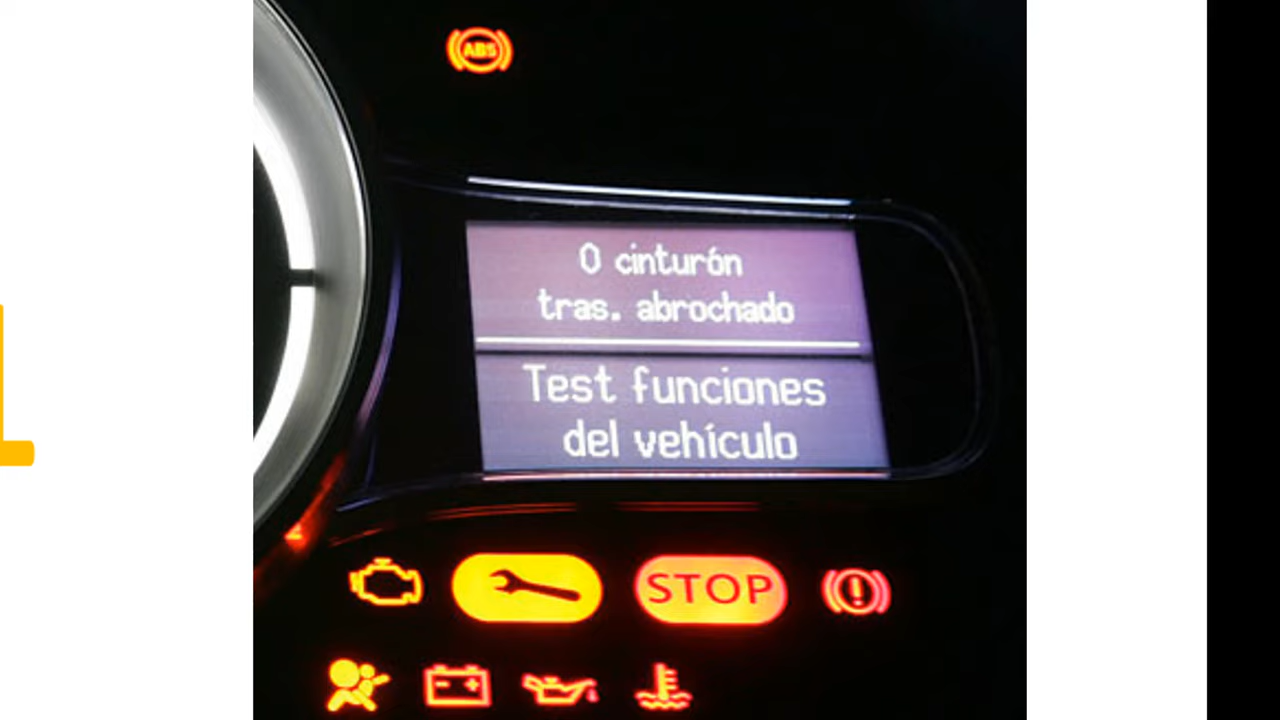 ABS
0 cinturón
tras. abrochado
Test funciones
del vehículo
STOP